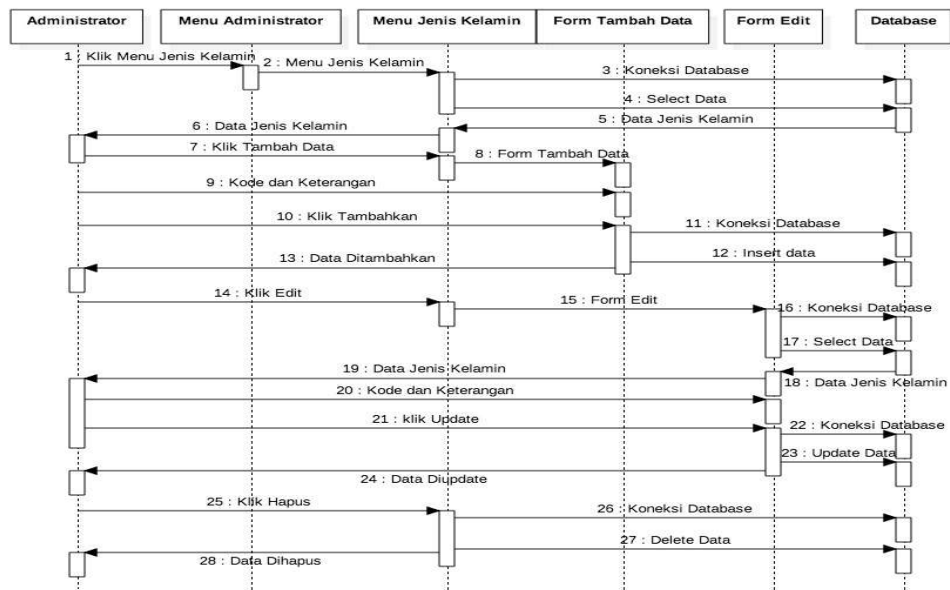 Administrator
Menu Administrator
Menu Jenis Kelamin
Form Tambah Data
Form Edit
Database
1 : Klik Menu Jenis Kelamin
2 : Menu Jenis Kelamin
3 : Koneksi Database
4 : Select Data
5 : Data Jenis Kelamin
6 : Data Jenis Kelamin
7 : Klik Tambah Data
8 : Form Tambah Data
9 : Kode dan Keterangan
10 : Klik Tambahkan
11 : Koneksi Database
12 : Insert data
13 : Data Ditambahkan
14 : Klik Edit
15 : Form Edit
16 : Koneksi Database
17 : Select Data
18 : Data Jenis Kelamin
19 : Data Jenis Kelamin
20 : Kode dan Keterangan
21 : klik Update
22 : Koneksi Database
23 : Update Data
24 : Data Diupdate
25 : Klik Hapus
26 : Koneksi Database
27 : Delete Data
28 : Data Dihapus